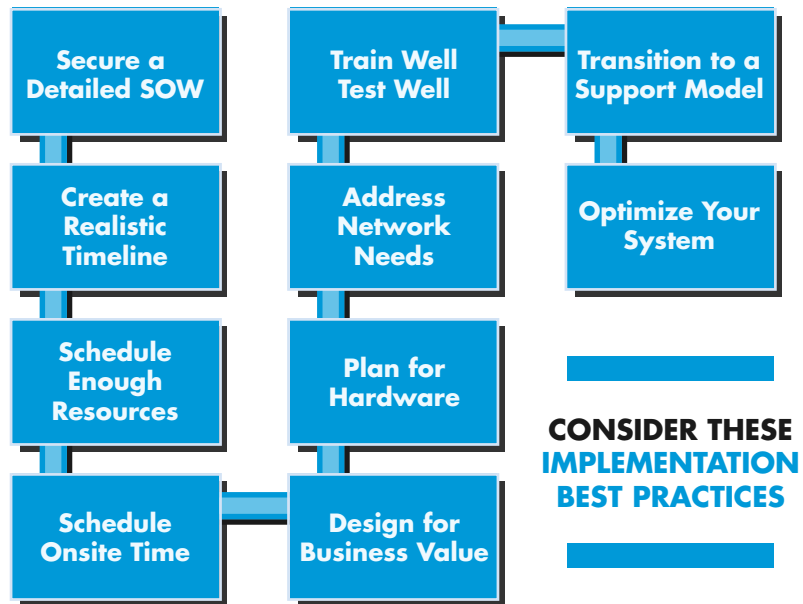 Secure a
Detailed SOW
Create a
Realistic
Timeline
Schedule
Enough
Resources
Schedule
Onsite Time
Design for
Business Value
Plan for
Hardware
Address
Network
Needs
Train Well
Test Well
Transition to a
Support Model
Optimize Your
System
CONSIDER THESE
IMPLEMENTATION
BEST PRACTICES